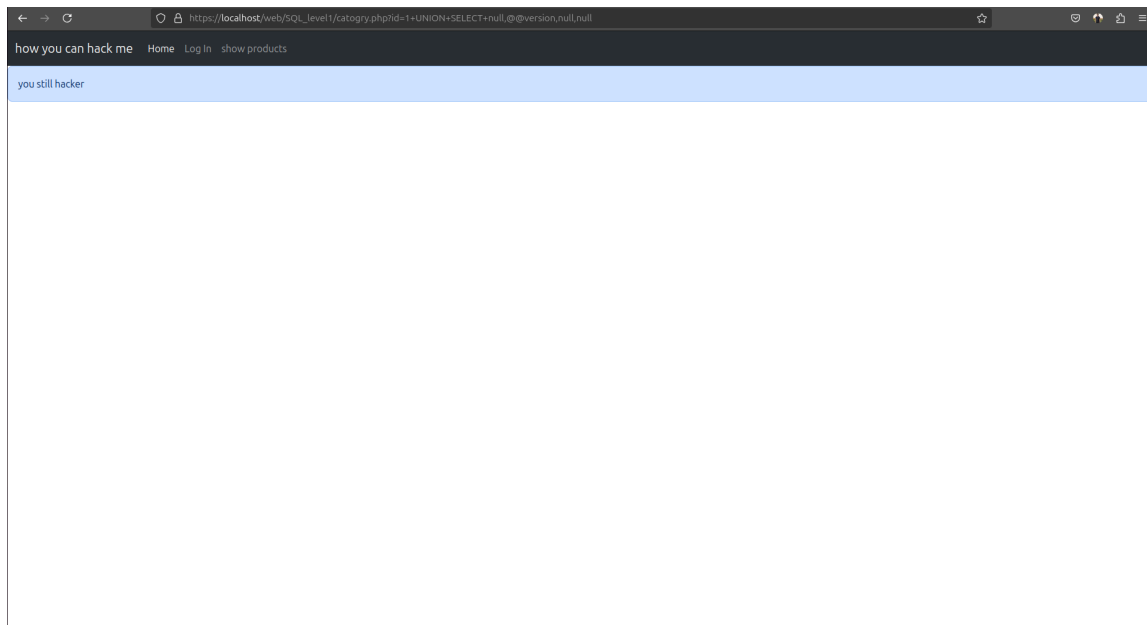 https://localhost/web/SQL_level1/catogry.php?id=1+UNION+SELECT+null,@@version,null,null
how you can hack me Home Log In show products
you still hacker